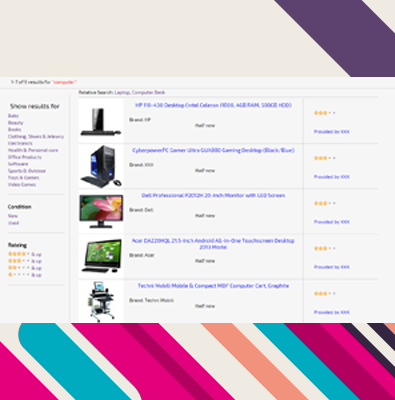 1-7 of 5 results for "computer"
Relative Search: Laptop, Computer Desk
Show results for
Baby
Beauty
Books
Clothing, Shoes & Jewelry
Electronics
Health & Personal care
Office Products
Software
Sports & Outdoor
Toys & Games
Video Games
Condition
New
Used
Rateing
& up
& up
& up
& up
HP F18-438 Desktop (Intel Celeron J1800, 4GB RAM, 500GB HDD)
Brand: HP
Half new
Provided by XXX
CyberpowerPC Gamer Ultra GUA880 Gaming Desktop (Black/Blue)
Brand: XXX
Half new
Provided by XXX
Dell Professional P2012H 20-inch Monitor with LED Screen
Brand: Dell
Half new
Provided by XXX
Acer DA220HQL 21.5-Inch Android All-in-One Touchscreen Desktop
2013 Model
Brand: Acer
Half new
Provided by XXX
Techni Mobili & Compact MDF Computer Cart, Graphite
Brand: Techni Mobili
Half new
Provided by XXX